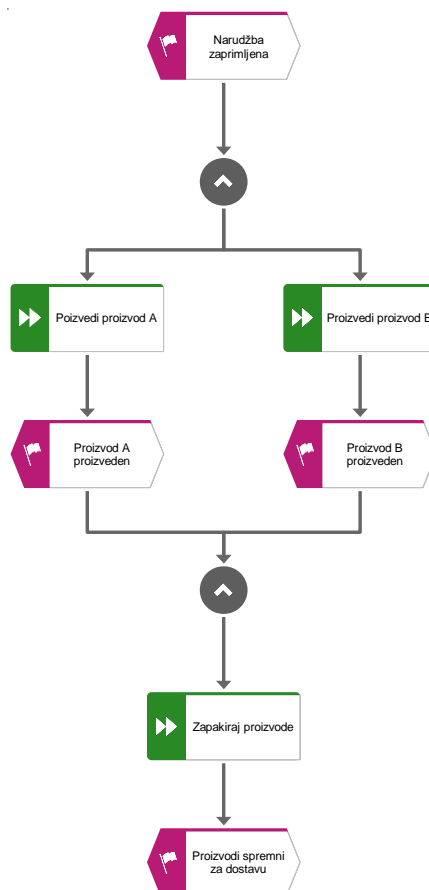 Narudžba
zaprimljena
Poizvedi proizvod A
Proizvedi proizvod B
Proizvod A
proizveden
Proizvod B
proizveden
Zapakiraj proizvode
Proizvodi spremni
za dostavu